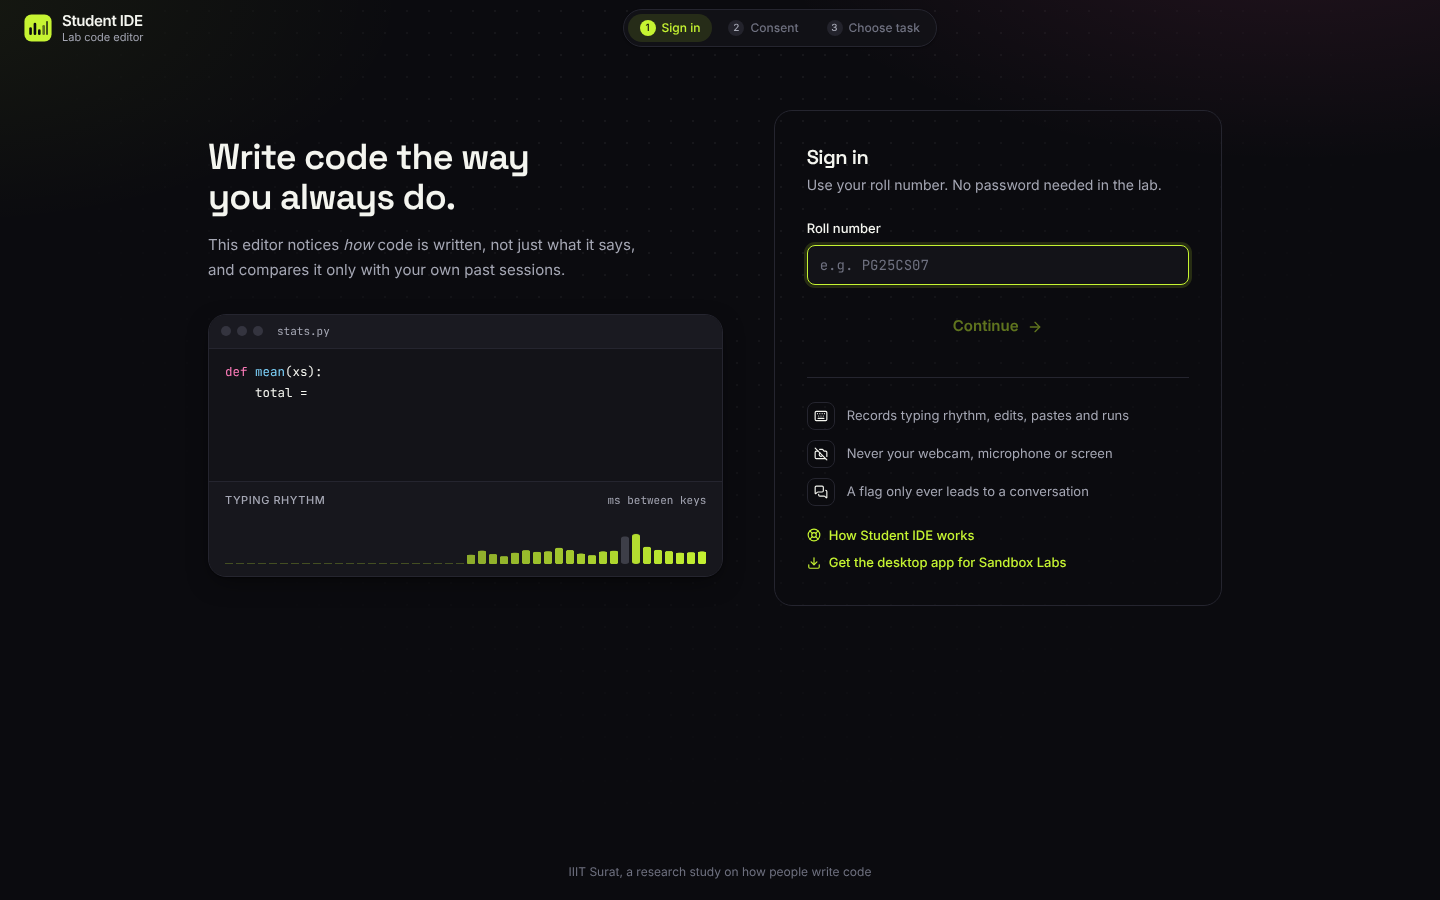 Student IDE
Lab code editor
1 Sign in
2 Consent
3 Choose task
Write code the way
you always do.
This editor notices how code is written, not just what it says,
and compares it only with your own past sessions.
stats.py
def mean(xs):
    total =
TYPING RHYTHM
ms between keys
Sign in
Use your roll number. No password needed in the lab.
Roll number
e.g. PG25CS07
Continue →
Records typing rhythm, edits, pastes and runs
Never your webcam, microphone or screen
A flag only ever leads to a conversation
How Student IDE works
Get the desktop app for Sandbox Labs
IIIT Surat, a research study on how people write code